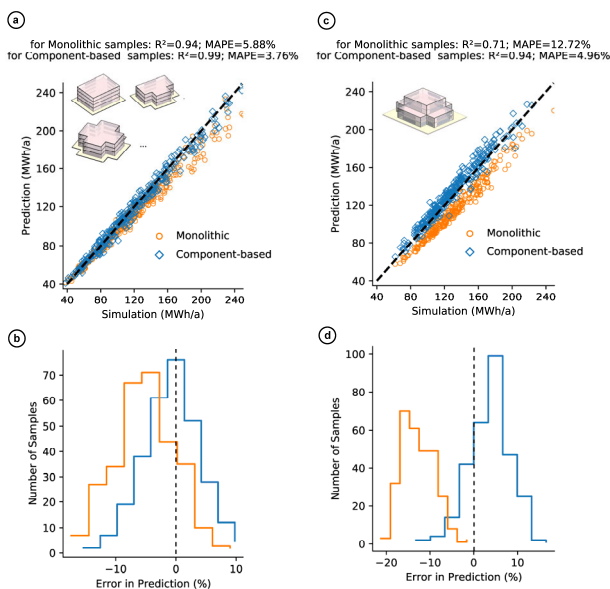 a
for Monolithic samples: R²=0.94; MAPE=5.88%
for Component-based samples: R²=0.99; MAPE=3.76%
240
200
160
120
80
40
Prediction (MWh/a)
...
Monolithic
Component-based
40 80 120 160 200 240
Simulation (MWh/a)
c
for Monolithic samples: R²=0.71; MAPE=12.72%
for Component-based samples: R²=0.94; MAPE=4.96%
240
200
160
120
80
40
Prediction (MWh/a)
Monolithic
Component-based
40 80 120 160 200 240
Simulation (MWh/a)
b
70
60
50
40
30
20
10
0
Number of Samples
−10 0 10
Error in Prediction (%)
d
100
80
60
40
20
0
Number of Samples
−20 −10 0 10
Error in Prediction (%)